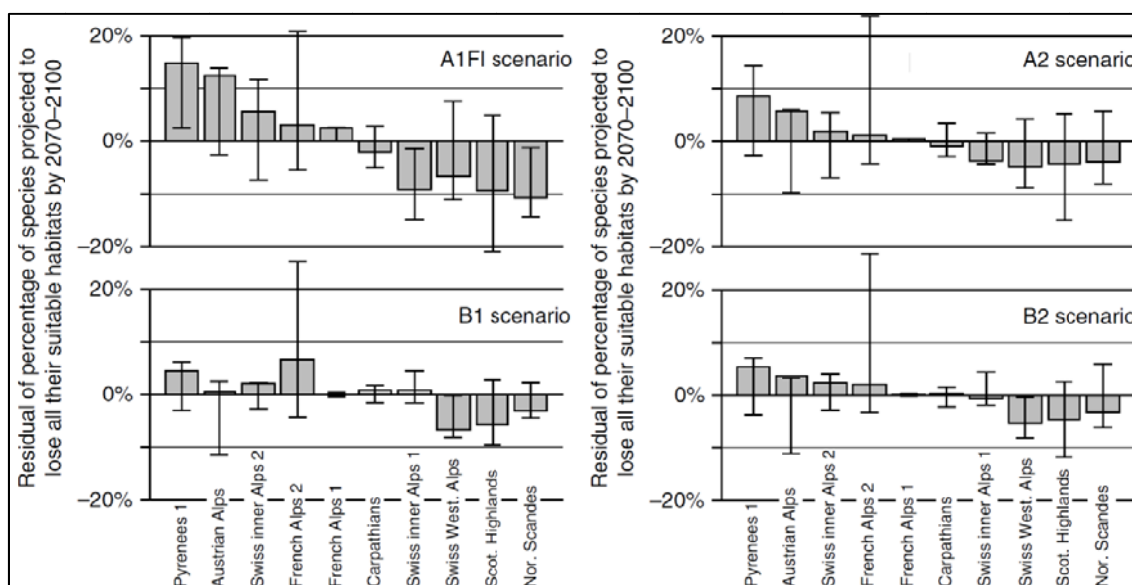 Residual of percentage of species projected to
lose all their suitable habitats by 2070–2100
20%
0%
–20%
A1FI scenario
20%
0%
–20%
A2 scenario
20%
0%
–20%
B1 scenario
Pyrenees 1
Austrian Alps
Swiss inner Alps 2
French Alps 2
French Alps 1
Carpathians
Swiss inner Alps 1
Swiss West. Alps
Scot. Highlands
Nor. Scandes
Residual of percentage of species projected to
lose all their suitable habitats by 2070–2100
20%
0%
–20%
B2 scenario
Pyrenees 1
Austrian Alps
Swiss inner Alps 2
French Alps 2
French Alps 1
Carpathians
Swiss inner Alps 1
Swiss West. Alps
Scot. Highlands
Nor. Scandes